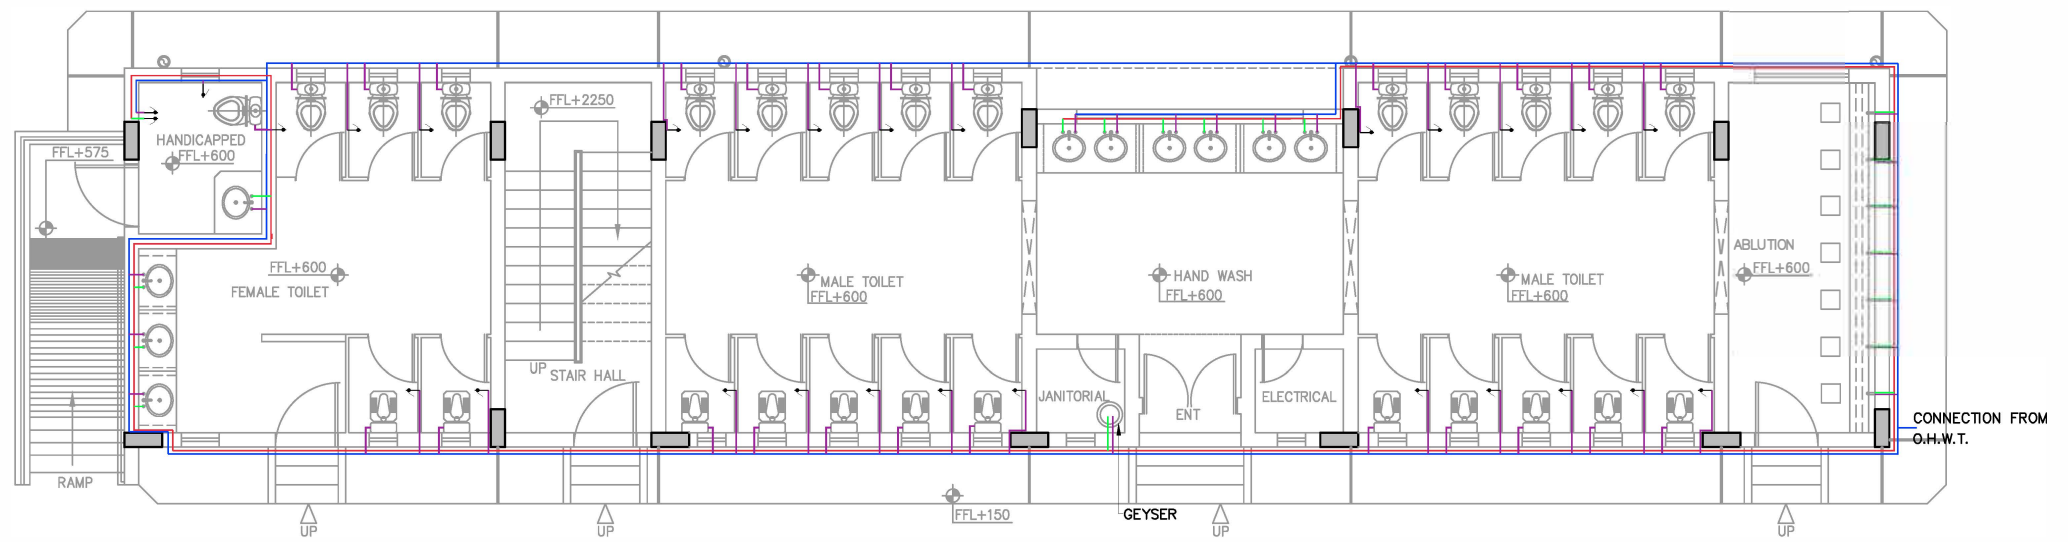 FFL+2250
HANDICAPPED
FFL+575
FFL+600
FFL+600
FEMALE TOILET
MALE TOILET
FFL+600
HAND WASH
FFL+600
MALE TOILET
FFL+600
ABLUTION
FFL+600
UP
STAIR HALL
JANITORIAL
ENT
ELECTRICAL
CONNECTION FROM
O.H.W.T.
RAMP
FFL+150
GEYSER
UP
UP
UP
UP